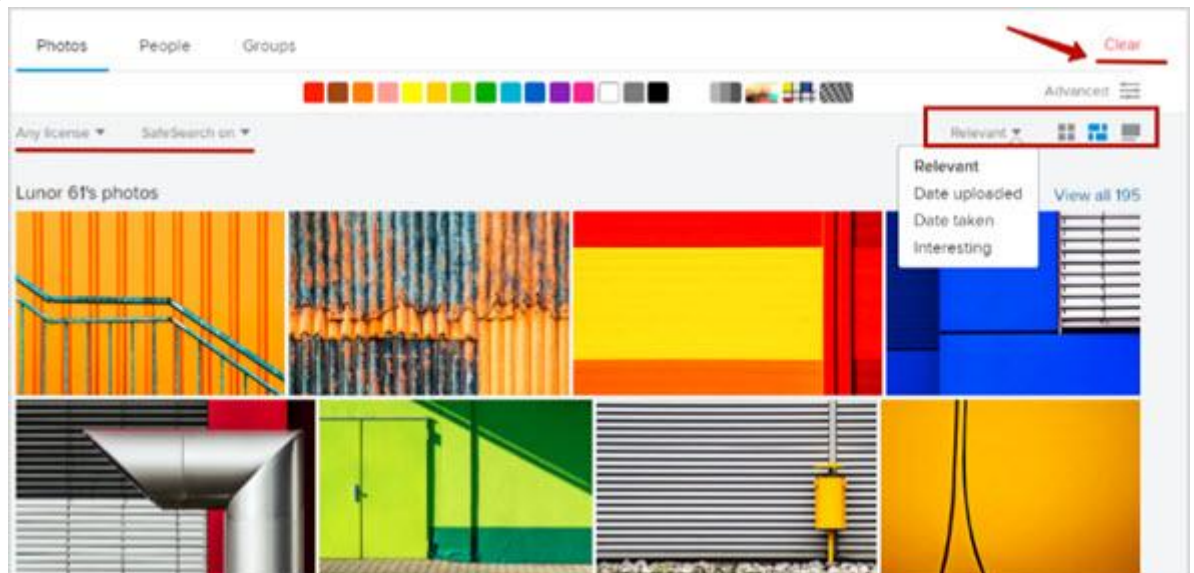 Photos People Groups Clear
Advanced
Any license SafeSearch on Relevant
Relevant
Date uploaded
Date taken
Interesting
Lunor 61's photos View all 195